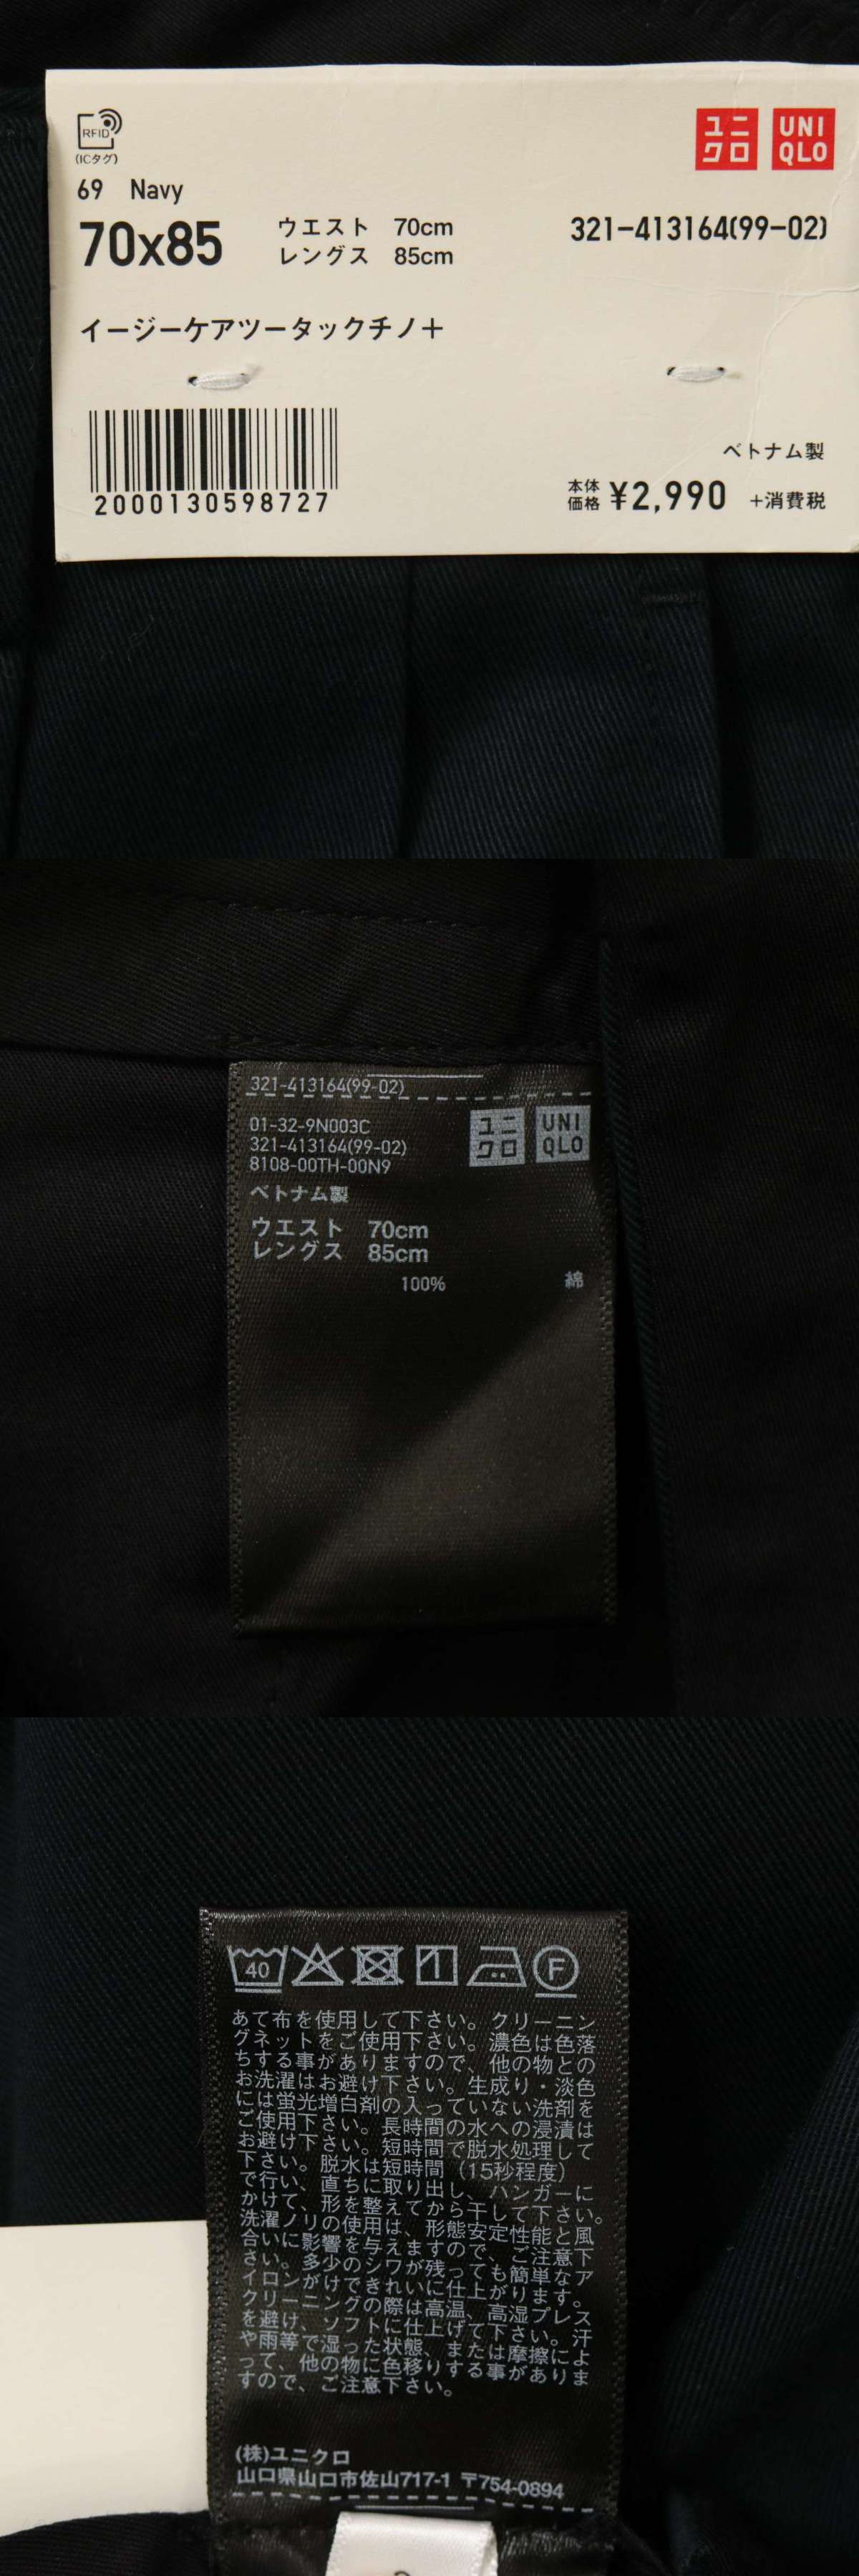 RFID
(ICタグ)
ユニ
クロ
UNI
QLO
69 Navy
70x85
ウエスト 70cm
レングス 85cm
321-413164(99-02)
イージーケアツータックチノ+
2000130598727
ベトナム製
本体
価格 ¥2,990 +消費税
321-413164(99-02)
01-32-9N003C
321-413164(99-02)
8108-00TH-00N9
ユニ
クロ
UNI
QLO
ベトナム製
ウエスト 70cm
レングス 85cm
100% 綿
40
F
あて布を使用して下さい。クリーニン
グネットをご使用下さい。濃色は色落
ちする事がありますので、他の物との
お洗濯はお避け下さい。生成り・淡色
には蛍光増白剤の入っていない洗剤を
ご使用下さい。長時間の水への浸漬は
お避け下さい。短時間で脱水処理して
下さい。脱水は短時間（15秒程度）
で行い、直ちに取り出し、ハンガーに
かけて、形を整えてから干して下さい。
洗濯ノリの使用は、形態安定性能と風
合いに影響を与えますので、ご注意下
さい。多少のシワが残っても簡単なア
イロンがけできれいに仕上がります。
クリーニングの際は高温、高湿プレス
を避け、ソフトに仕上げて下さい。汗
や雨等で湿った状態、または摩擦によ
って、他の物に色移りする事がありま
すので、ご注意下さい。
(株)ユニクロ
山口県山口市佐山717-1 〒754-0894